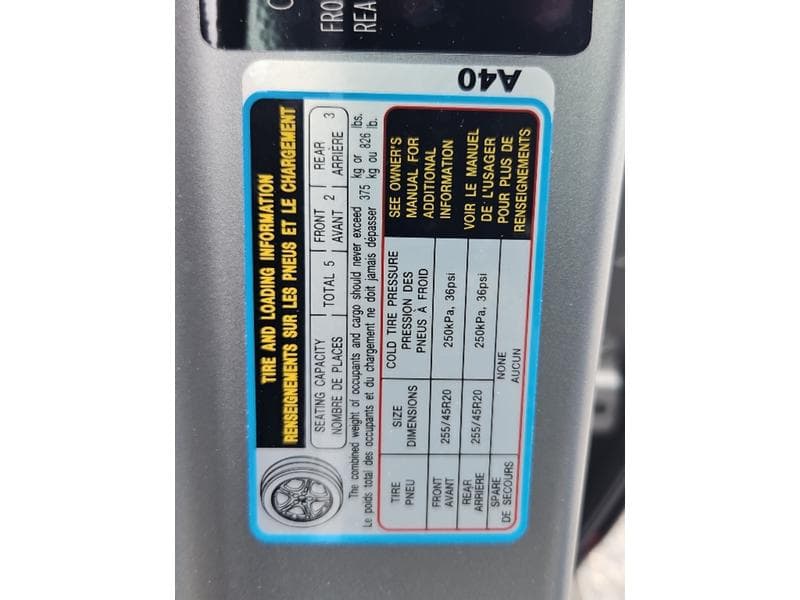 FRO
REA
A40
TIRE AND LOADING INFORMATION
RENSEIGNEMENTS SUR LES PNEUS ET LE CHARGEMENT
SEATING CAPACITY TOTAL 5 FRONT 2 REAR 3
NOMBRE DE PLACES AVANT ARRIÈRE
The combined weight of occupants and cargo should never exceed 375 kg or 826 lbs.
Le poids total des occupants et du chargement ne doit jamais dépasser kg ou lb.
TIRE SIZE COLD TIRE PRESSURE
PNEU DIMENSIONS PRESSION DES
PNEUS À FROID
FRONT 255/45R20 250kPa, 36psi
AVANT
REAR 255/45R20 250kPa, 36psi
ARRIERE
SPARE NONE
DE SECOURS AUCUN
SEE OWNER'S
MANUAL FOR
ADDITIONAL
INFORMATION
VOIR LE MANUEL
DE L'USAGER
POUR PLUS DE
RENSEIGNEMENTS